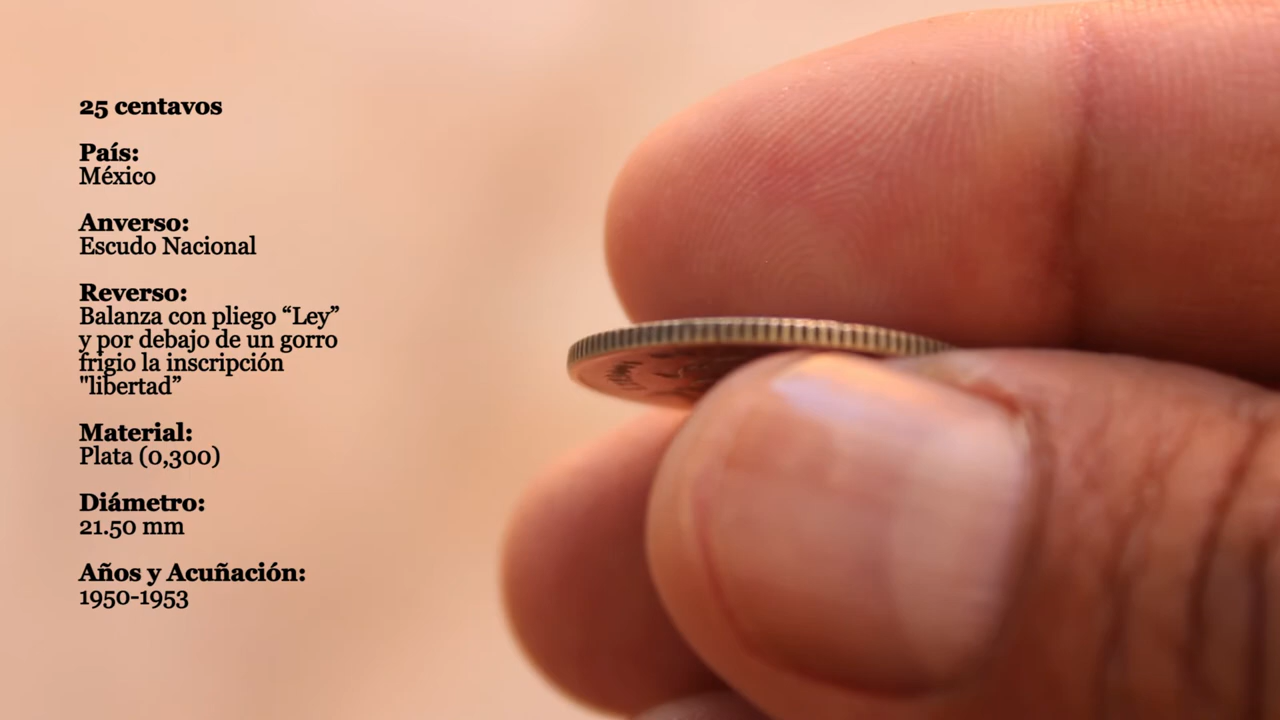 25 centavos
País:
México
Anverso:
Escudo Nacional
Reverso:
Balanza con pliego “Ley”
y por debajo de un gorro
frigio la inscripción
"libertad”
Material:
Plata (0,300)
Diámetro:
21.50 mm
Años y Acuñación:
1950-1953